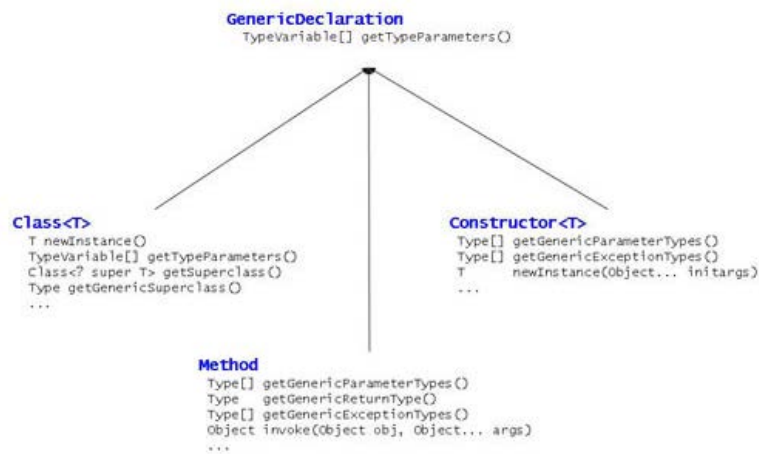 GenericDeclaration
TypeVariable[] getTypeParameters()
Class<T>
T newInstance()
TypeVariable[] getTypeParameters()
Class<? super T> getSuperclass()
Type getGenericSuperclass()
...
Constructor<T>
Type[] getGenericParameterTypes()
Type[] getGenericExceptionTypes()
T newInstance(Object... initargs)
...
Method
Type[] getGenericParameterTypes()
Type getGenericReturnType()
Type[] getGenericExceptionTypes()
Object invoke(Object obj, Object... args)
...